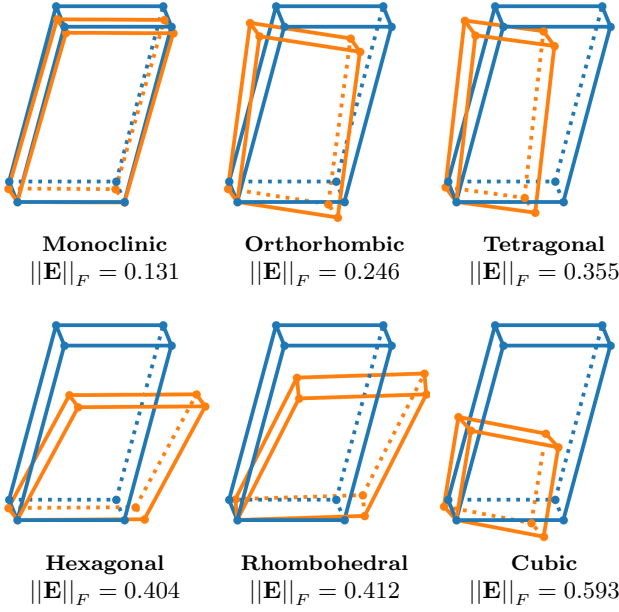 Monoclinic Orthorhombic Tetragonal
||E||_F = 0.131 ||E||_F = 0.246 ||E||_F = 0.355
Hexagonal Rhombohedral Cubic
||E||_F = 0.404 ||E||_F = 0.412 ||E||_F = 0.593